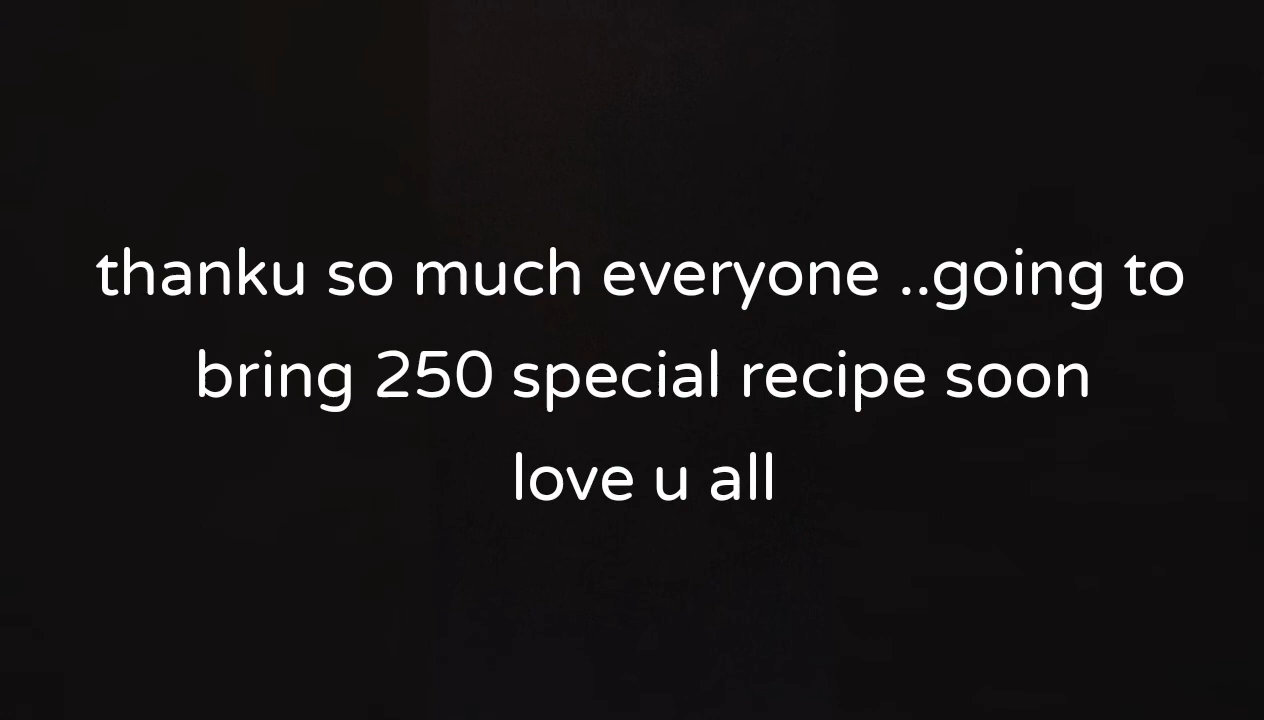 thanku so much everyone ..going to
bring 250 special recipe soon
love u all